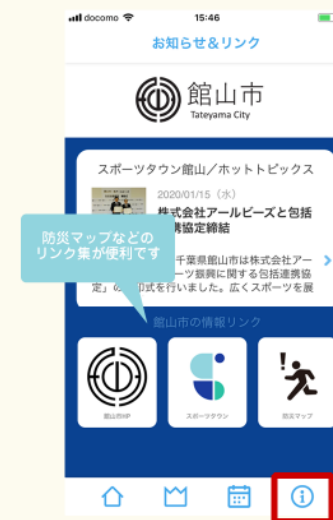 docomo 15:46
お知らせ&リンク
館山市
Tateyama City
スポーツタウン館山／ホットトピックス
2020/01/15（水）
株式会社アールビーズと包括
携協定締結
千葉県館山市は株式会社アー
ーツ振興に関する包括連携協
定」の 印式を行いました。広くスポーツを展
防災マップなどの
リンク集が便利です
館山市の情報リンク
館山市HP スポーツタウン 防災マップ